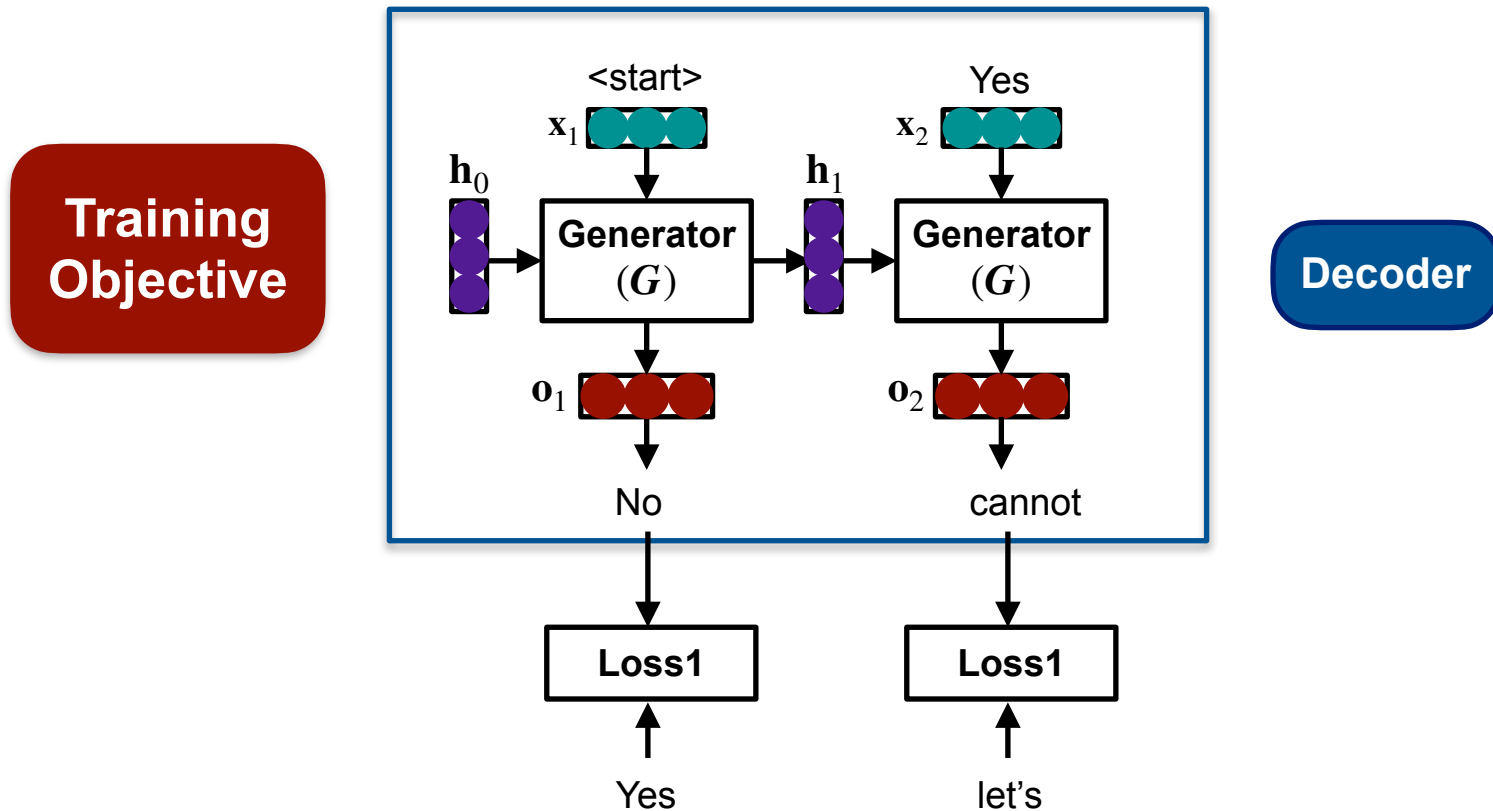 <start> Yes
x1 x2
h0 h1
Training
Objective
Generator
(G)
Generator
(G)
Decoder
o1 o2
No cannot
Loss1 Loss1
Yes let's